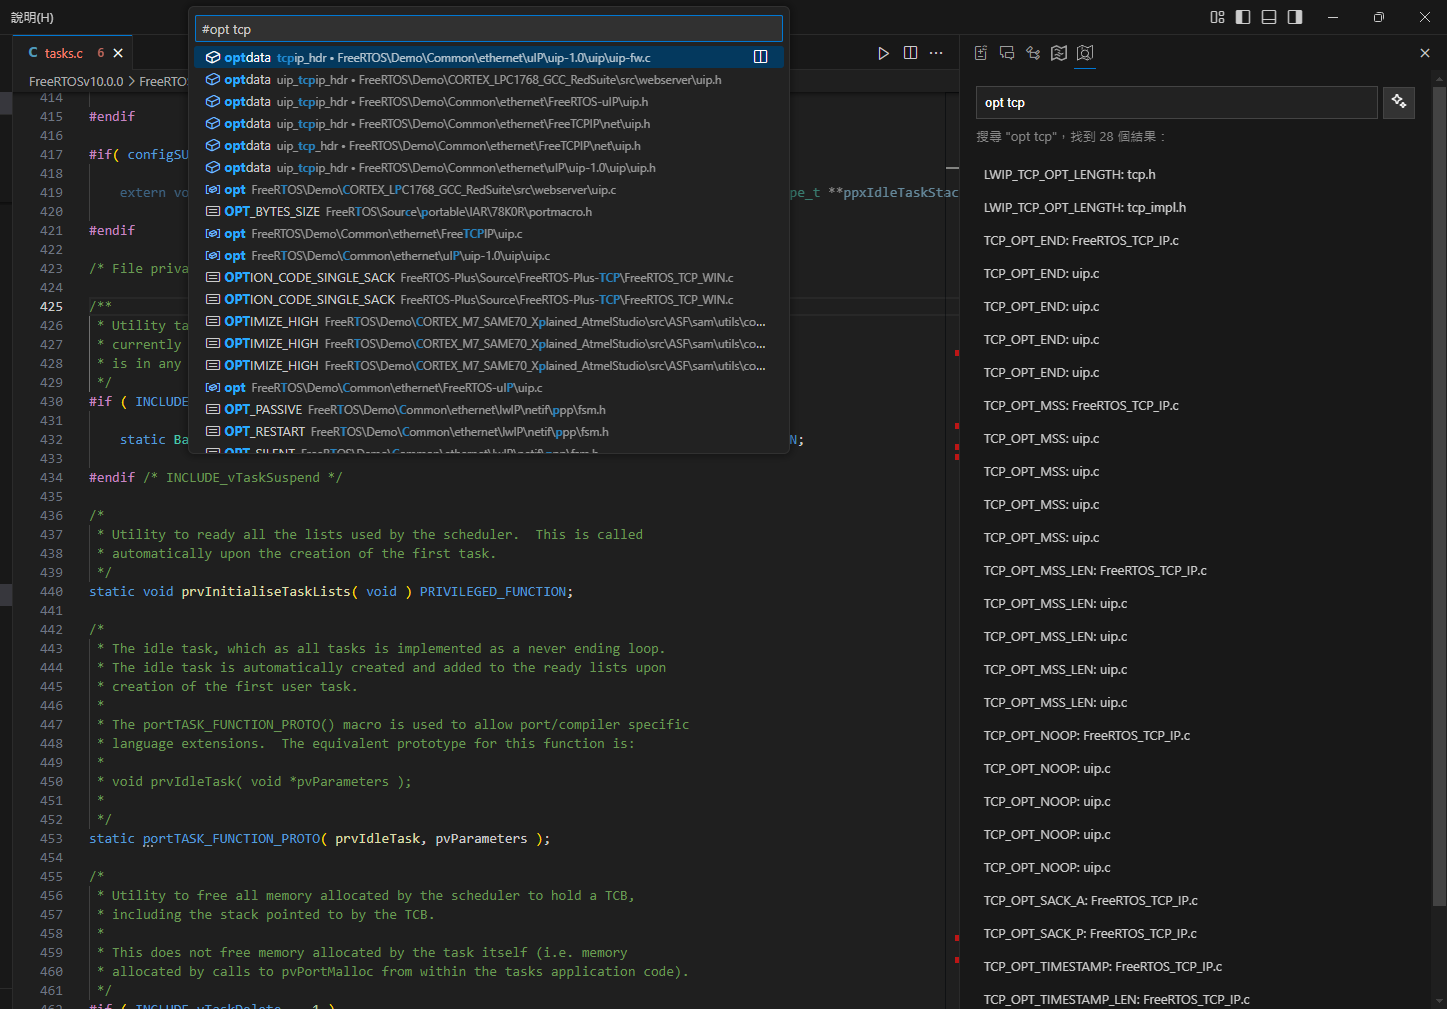 說明(H)
#opt tcp
C tasks.c 6
FreeRTOSv10.0.0 > FreeRTOS
optdata tcpip_hdr • FreeRTOS\Demo\Common\ethernet\uIP\uip-1.0\uip\uip-fw.c
optdata uip_tcpip_hdr • FreeRTOS\Demo\CORTEX_LPC1768_GCC_RedSuite\src\webserver\uip.h
optdata uip_tcpip_hdr • FreeRTOS\Demo\Common\ethernet\FreeRTOS-uIP\uip.h
optdata uip_tcpip_hdr • FreeRTOS\Demo\Common\ethernet\FreeTCPIP\net\uip.h
optdata uip_tcp_hdr • FreeRTOS\Demo\Common\ethernet\FreeTCPIP\net\uip.h
optdata uip_tcpip_hdr • FreeRTOS\Demo\Common\ethernet\uIP\uip-1.0\uip\uip.h
opt FreeRTOS\Demo\CORTEX_LPC1768_GCC_RedSuite\src\webserver\uip.c
OPT_BYTES_SIZE FreeRTOS\Source\portable\IAR\78K0R\portmacro.h
opt FreeRTOS\Demo\Common\ethernet\FreeTCPIP\uip.c
opt FreeRTOS\Demo\Common\ethernet\uIP\uip-1.0\uip\uip.c
OPTION_CODE_SINGLE_SACK FreeRTOS-Plus\Source\FreeRTOS-Plus-TCP\FreeRTOS_TCP_WIN.c
OPTION_CODE_SINGLE_SACK FreeRTOS-Plus\Source\FreeRTOS-Plus-TCP\FreeRTOS_TCP_WIN.c
OPTIMIZE_HIGH FreeRTOS\Demo\CORTEX_M7_SAME70_Xplained_AtmelStudio\src\ASF\sam\utils\co...
OPTIMIZE_HIGH FreeRTOS\Demo\CORTEX_M7_SAME70_Xplained_AtmelStudio\src\ASF\sam\utils\co...
OPTIMIZE_HIGH FreeRTOS\Demo\CORTEX_M7_SAME70_Xplained_AtmelStudio\src\ASF\sam\utils\co...
opt FreeRTOS\Demo\Common\ethernet\FreeRTOS-uIP\uip.c
OPT_PASSIVE FreeRTOS\Demo\Common\ethernet\lwIP\netif\ppp\fsm.h
OPT_RESTART FreeRTOS\Demo\Common\ethernet\lwIP\netif\ppp\fsm.h
OPT_SILENT FreeRTOS\Demo\Common\ethernet\lwIP\netif\ppp\fsm.h
414
415 #endif
416
417 #if( configSU
418
419 extern vo pe_t **ppxIdleTaskStac
420
421 #endif
422
423 /* File priva
424
425 /**
426 * Utility ta
427 * currently
428 * is in any
429 */
430 #if ( INCLUDE
431
432 static Ba N;
433
434 #endif /* INCLUDE_vTaskSuspend */
435
436 /*
437 * Utility to ready all the lists used by the scheduler.  This is called
438 * automatically upon the creation of the first task.
439 */
440 static void prvInitialiseTaskLists( void ) PRIVILEGED_FUNCTION;
441
442 /*
443 * The idle task, which as all tasks is implemented as a never ending loop.
444 * The idle task is automatically created and added to the ready lists upon
445 * creation of the first user task.
446 *
447 * The portTASK_FUNCTION_PROTO() macro is used to allow port/compiler specific
448 * language extensions.  The equivalent prototype for this function is:
449 *
450 * void prvIdleTask( void *pvParameters );
451 *
452 */
453 static portTASK_FUNCTION_PROTO( prvIdleTask, pvParameters );
454
455 /*
456 * Utility to free all memory allocated by the scheduler to hold a TCB,
457 * including the stack pointed to by the TCB.
458 *
459 * This does not free memory allocated by the task itself (i.e. memory
460 * allocated by calls to pvPortMalloc from within the tasks application code).
461 */
462 #if ( INCLUDE_vTaskDelete == 1 )
opt tcp
搜尋 "opt tcp"，找到 28 個結果：
LWIP_TCP_OPT_LENGTH: tcp.h
LWIP_TCP_OPT_LENGTH: tcp_impl.h
TCP_OPT_END: FreeRTOS_TCP_IP.c
TCP_OPT_END: uip.c
TCP_OPT_END: uip.c
TCP_OPT_END: uip.c
TCP_OPT_END: uip.c
TCP_OPT_MSS: FreeRTOS_TCP_IP.c
TCP_OPT_MSS: uip.c
TCP_OPT_MSS: uip.c
TCP_OPT_MSS: uip.c
TCP_OPT_MSS: uip.c
TCP_OPT_MSS_LEN: FreeRTOS_TCP_IP.c
TCP_OPT_MSS_LEN: uip.c
TCP_OPT_MSS_LEN: uip.c
TCP_OPT_MSS_LEN: uip.c
TCP_OPT_MSS_LEN: uip.c
TCP_OPT_NOOP: FreeRTOS_TCP_IP.c
TCP_OPT_NOOP: uip.c
TCP_OPT_NOOP: uip.c
TCP_OPT_NOOP: uip.c
TCP_OPT_NOOP: uip.c
TCP_OPT_SACK_A: FreeRTOS_TCP_IP.c
TCP_OPT_SACK_P: FreeRTOS_TCP_IP.c
TCP_OPT_TIMESTAMP: FreeRTOS_TCP_IP.c
TCP_OPT_TIMESTAMP_LEN: FreeRTOS_TCP_IP.c